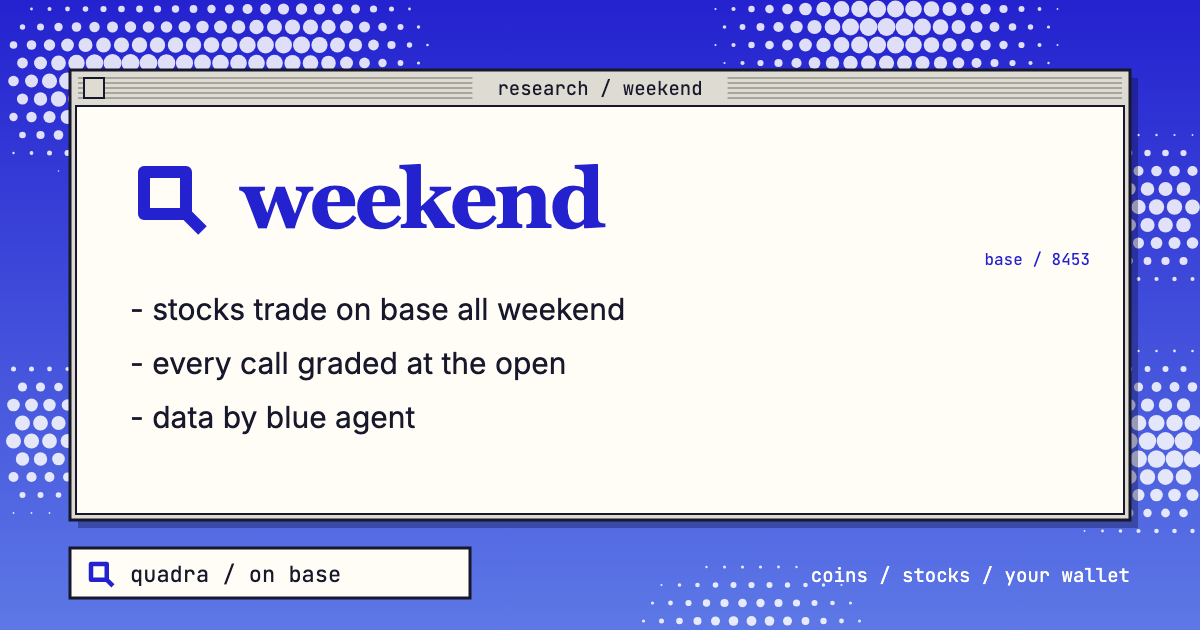 research / weekend
weekend
base / 8453
- stocks trade on base all weekend
- every call graded at the open
- data by blue agent
quadra / on base
coins / stocks / your wallet